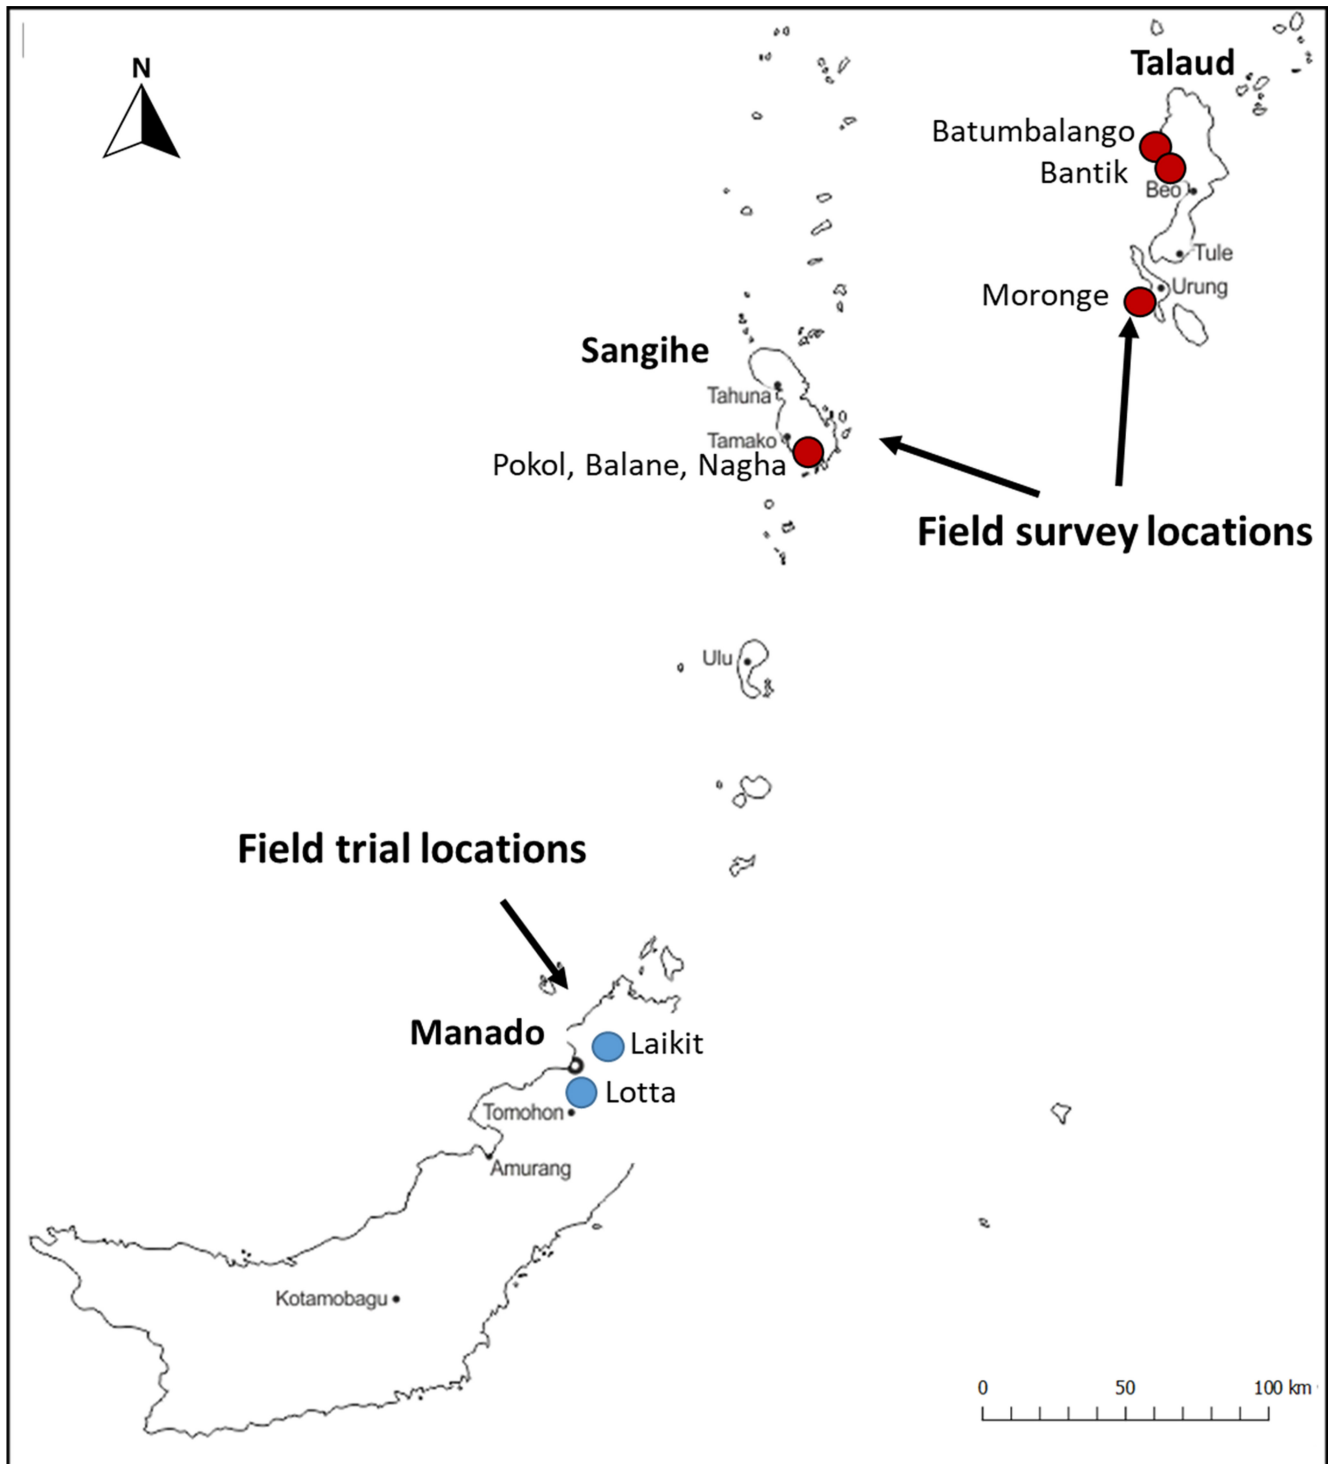 N
Talaud
Batumbalango
Bantik
Beo
Tule
Urung
Moronge
Sangihe
Tahuna
Tamako
Pokol, Balane, Nagha
Field survey locations
Ulu
Field trial locations
Manado
Laikit
Lotta
Tomohon
Amurang
Kotamobagu
0 50 100 km